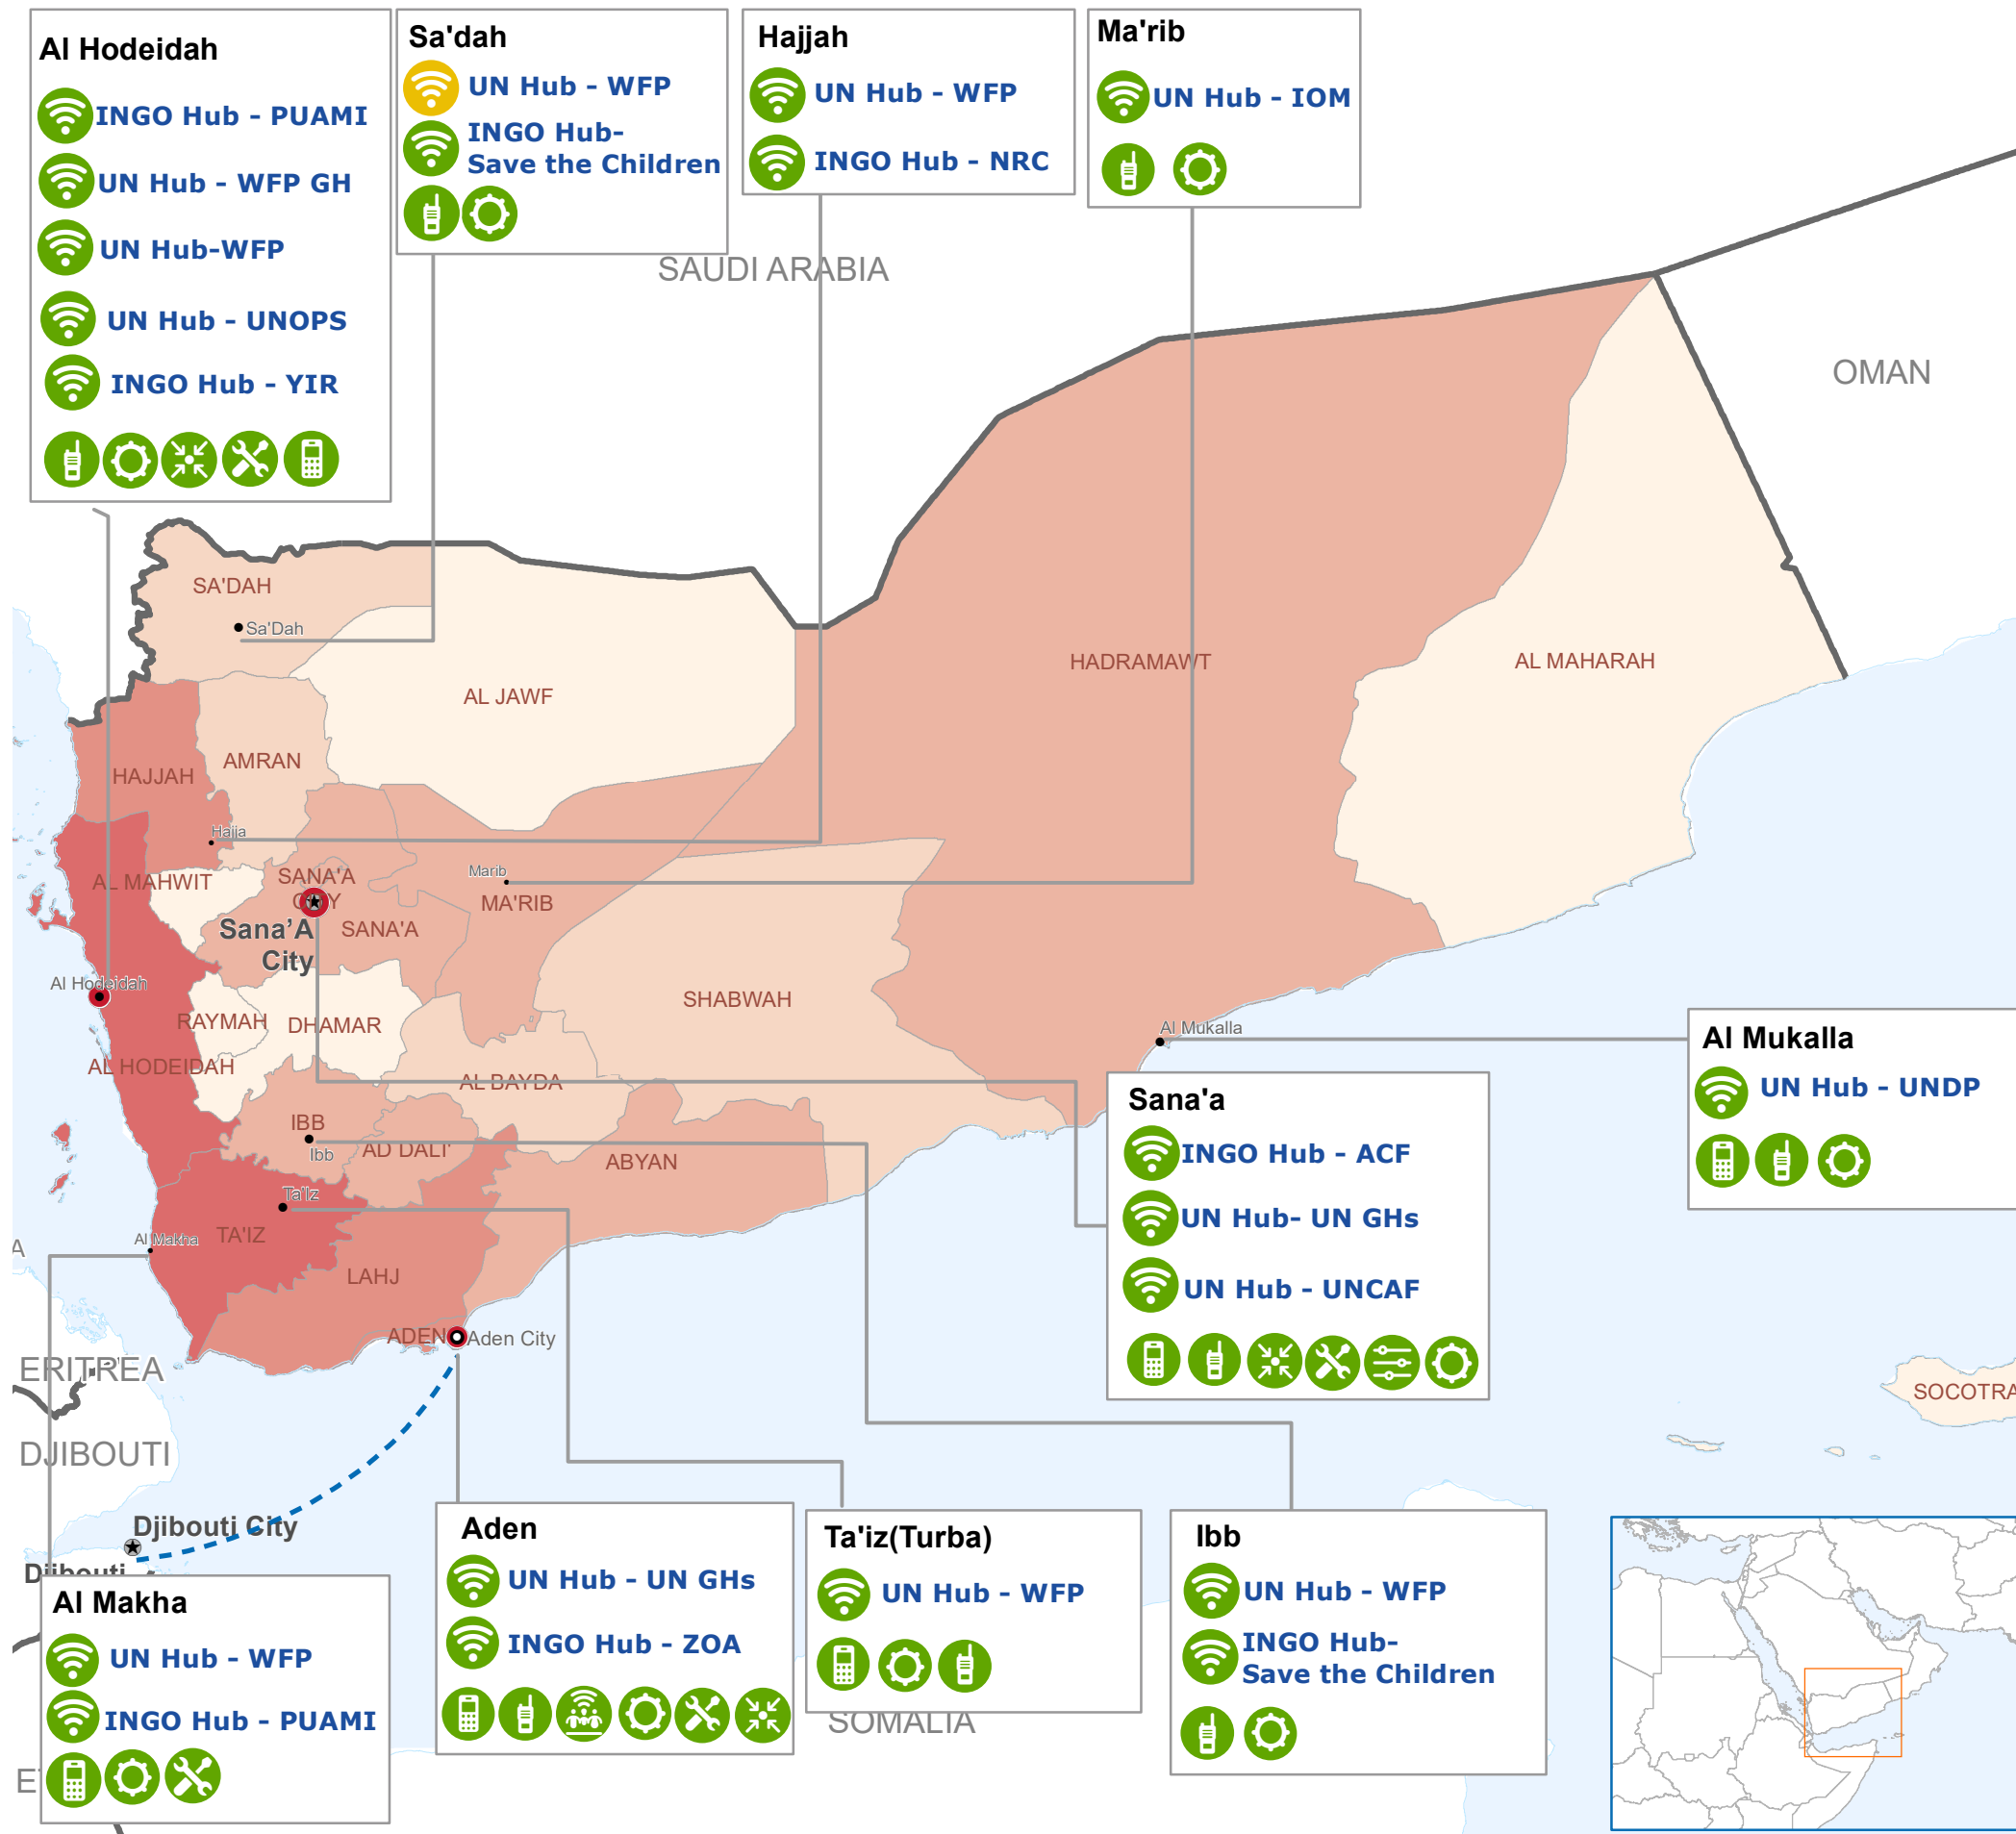 Al Hodeidah
INGO Hub - PUAMI
UN Hub - WFP GH
UN Hub-WFP
UN Hub - UNOPS
INGO Hub - YIR
Sa'dah
UN Hub - WFP
INGO Hub-
Save the Children
Hajjah
UN Hub - WFP
INGO Hub - NRC
Ma'rib
UN Hub - IOM
SAUDI ARABIA
OMAN
SA'DAH
Sa'Dah
AL JAWF
HADRAMAWT
AL MAHARAH
HAJJAH
AMRAN
Hajja
AL MAHWIT
SANA'A
CITY
Sana'A
City
SANA'A
Marib
MA'RIB
Al Hodeidah
RAYMAH
DHAMAR
SHABWAH
AL HODEIDAH
AL BAYDA
Al Mukalla
IBB
Ibb
AD DALI'
ABYAN
Ta'Iz
TA'IZ
Al Makha
LAHJ
ADEN
Aden City
Al Mukalla
UN Hub - UNDP
Sana'a
INGO Hub - ACF
UN Hub- UN GHs
UN Hub - UNCAF
A
ERITREA
DJIBOUTI
Djibouti City
Djibouti
SOCOTRA
Al Makha
UN Hub - WFP
INGO Hub - PUAMI
E
Aden
UN Hub - UN GHs
INGO Hub - ZOA
Ta'iz(Turba)
UN Hub - WFP
SOMALIA
Ibb
UN Hub - WFP
INGO Hub-
Save the Children